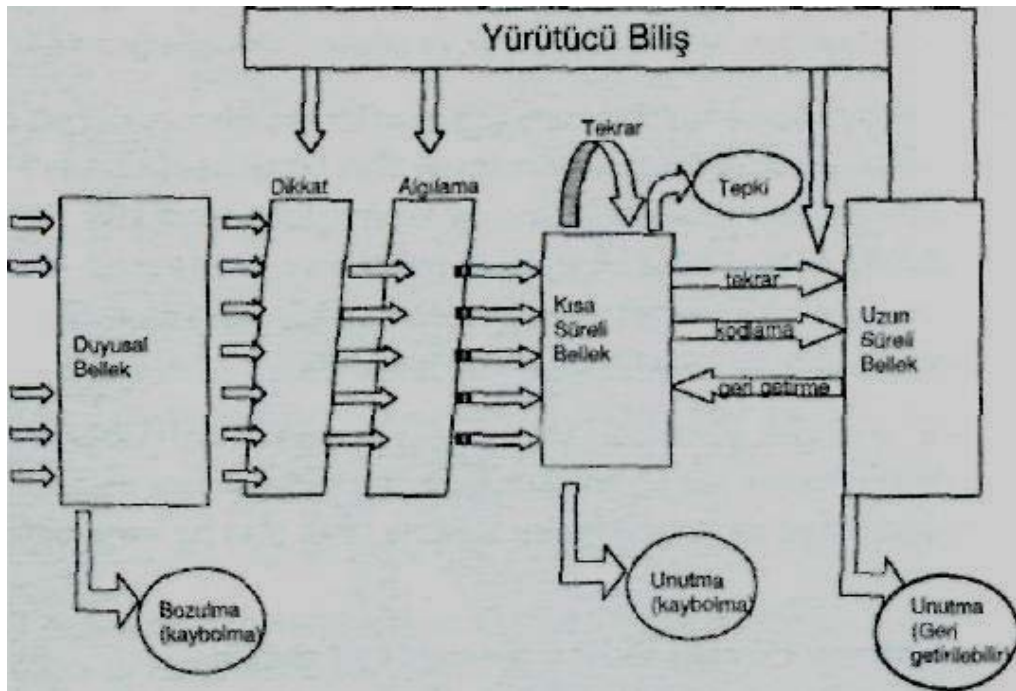 Yürütücü Biliş
Tekrar
Tepki
Dikkat
Algılama
Duyusal
Bellek
Kısa
Süreli
Bellek
tekrar
kodlama
geri getirme
Uzun
Süreli
Bellek
Bozulma
(kaybolma)
Unutma
(kaybolma)
Unutma
(Geri
getirilebilir)